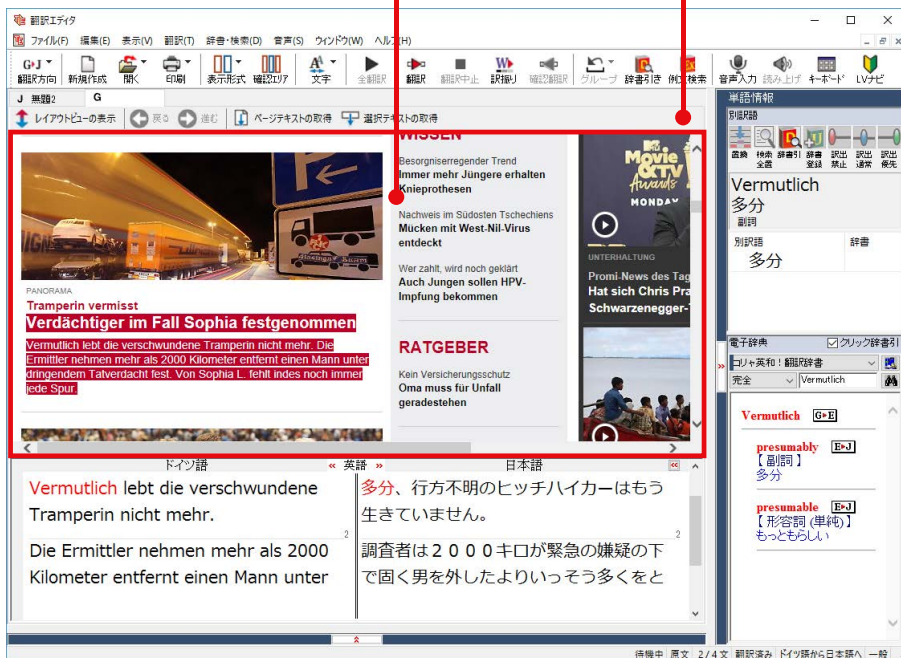 翻訳エディタ
ファイル(F) 編集(E) 表示(V) 翻訳(T) 辞書・検索(D) 音声(S) ウィンドウ(W) ヘルプ(H)
G▸J
翻訳方向 新規作成 開く 印刷 表示形式 確認エリア 文字 全翻訳 翻訳 翻訳中止 訳振り 確認翻訳 グループ 辞書引き 例文検索 音声入力 読み上げ キーボード LVナビ
J 無題2 G
レイアウトビューの表示 戻る 進む ページテキストの取得 選択テキストの取得
PANORAMA
Tramperin vermisst
Verdächtiger im Fall Sophia festgenommen
Vermutlich lebt die verschwundene Tramperin nicht mehr. Die
Ermittler nehmen mehr als 2000 Kilometer entfernt einen Mann unter
dringendem Tatverdacht fest. Von Sophia L. fehlt indes noch immer
jede Spur.
WISSEN
Besorgniserregender Trend
Immer mehr Jüngere erhalten
Knieprothesen
Nachweis im Südosten Tschechiens
Mücken mit West-Nil-Virus
entdeckt
Wer zahlt, wird noch geklärt
Auch Jungen sollen HPV-
Impfung bekommen
RATGEBER
Kein Versicherungsschutz
Oma muss für Unfall
geradestehen
Movie
&TV
Awards
MONDAY
UNTERHALTUNG
Promi-News des Tag
Hat sich Chris Pra
Schwarzenegger-
ドイツ語 « 英語 » 日本語 «
Vermutlich lebt die verschwundene
Tramperin nicht mehr.
2
Die Ermittler nehmen mehr als 2000
Kilometer entfernt einen Mann unter
多分、行方不明のヒッチハイカーはもう
生きていません。
2
調査者は2000キロが緊急の嫌疑の下
で固く男を外したよりいっそう多くをと
単語情報
別訳語
置換 検索全置 辞書引 辞書登録 訳出禁止 訳出通常 訳出優先
Vermutlich
多分
副詞
別訳語 辞書
多分
電子辞典 クリック辞書引
コリャ英和！翻訳辞書
完全 Vermutlich
Vermutlich G▸E
presumably E▸J
【副詞】
多分
presumable E▸J
【形容詞(単純)】
もっともらしい
待機中 原文 2/4文 翻訳済み ドイツ語から日本語へ 一般